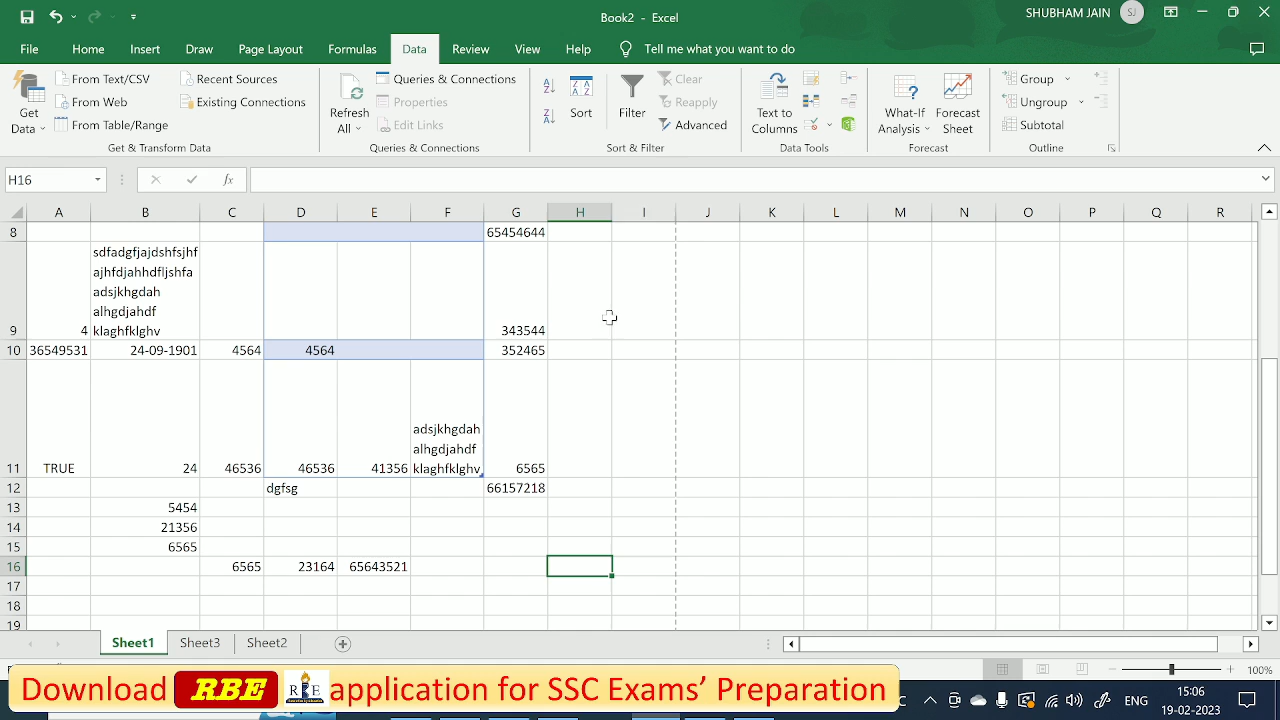 Book2 - Excel
SHUBHAM JAIN SJ
File Home Insert Draw Page Layout Formulas Data Review View Help Tell me what you want to do
From Text/CSV Recent Sources Queries & Connections Clear Group
From Web Existing Connections Properties Reapply Ungroup
From Table/Range Edit Links Advanced Subtotal
Get Data Refresh All Sort Filter Text to Columns What-If Analysis Forecast Sheet
Get & Transform Data Queries & Connections Sort & Filter Data Tools Forecast Outline
H16 fx
A B C D E F G H I J K L M N O P Q R
8 65454644
sdfadgfjajdshfsjhf
ajhfdjahhdfljshfa
adsjkhgdah
alhgdjahdf
9 4 klaghfklghv 343544
10 36549531 24-09-1901 4564 4564 352465
adsjkhgdah
alhgdjahdf
11 TRUE 24 46536 46536 41356 klaghfklghv 6565
12 dgfsg 66157218
13 5454
14 21356
15 6565
16 6565 23164 65643521
17
18
19
Sheet1 Sheet3 Sheet2
100%
Download RBE RBE application for SSC Exams' Preparation
ENG 15:06
19-02-2023